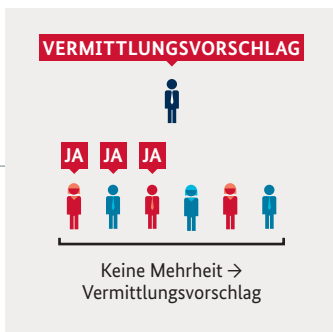 VERMITTLUNGSVORSCHLAG
JA JA JA
Keine Mehrheit →
Vermittlungsvorschlag